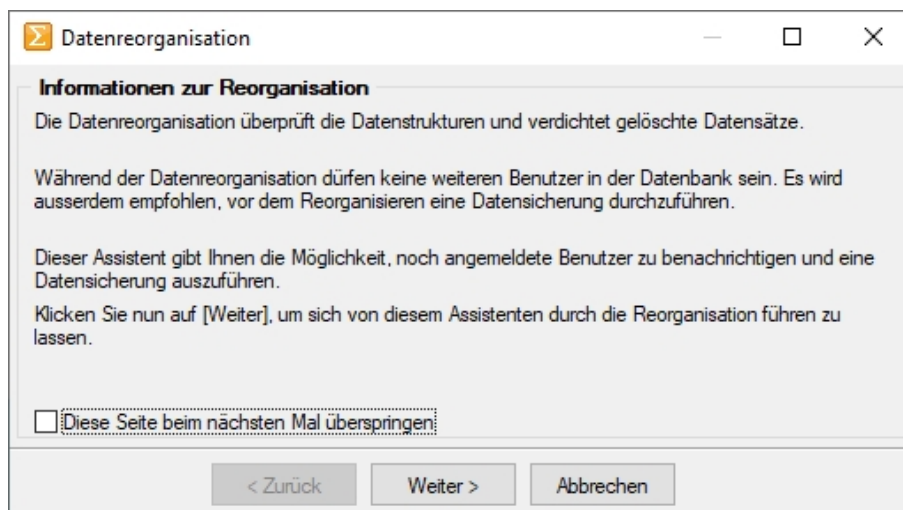 Datenreorganisation
Informationen zur Reorganisation
Die Datenreorganisation überprüft die Datenstrukturen und verdichtet gelöschte Datensätze.
Während der Datenreorganisation dürfen keine weiteren Benutzer in der Datenbank sein. Es wird
ausserdem empfohlen, vor dem Reorganisieren eine Datensicherung durchzuführen.
Dieser Assistent gibt Ihnen die Möglichkeit, noch angemeldete Benutzer zu benachrichtigen und eine
Datensicherung auszuführen.
Klicken Sie nun auf [Weiter], um sich von diesem Assistenten durch die Reorganisation führen zu
lassen.
Diese Seite beim nächsten Mal überspringen
< Zurück Weiter > Abbrechen